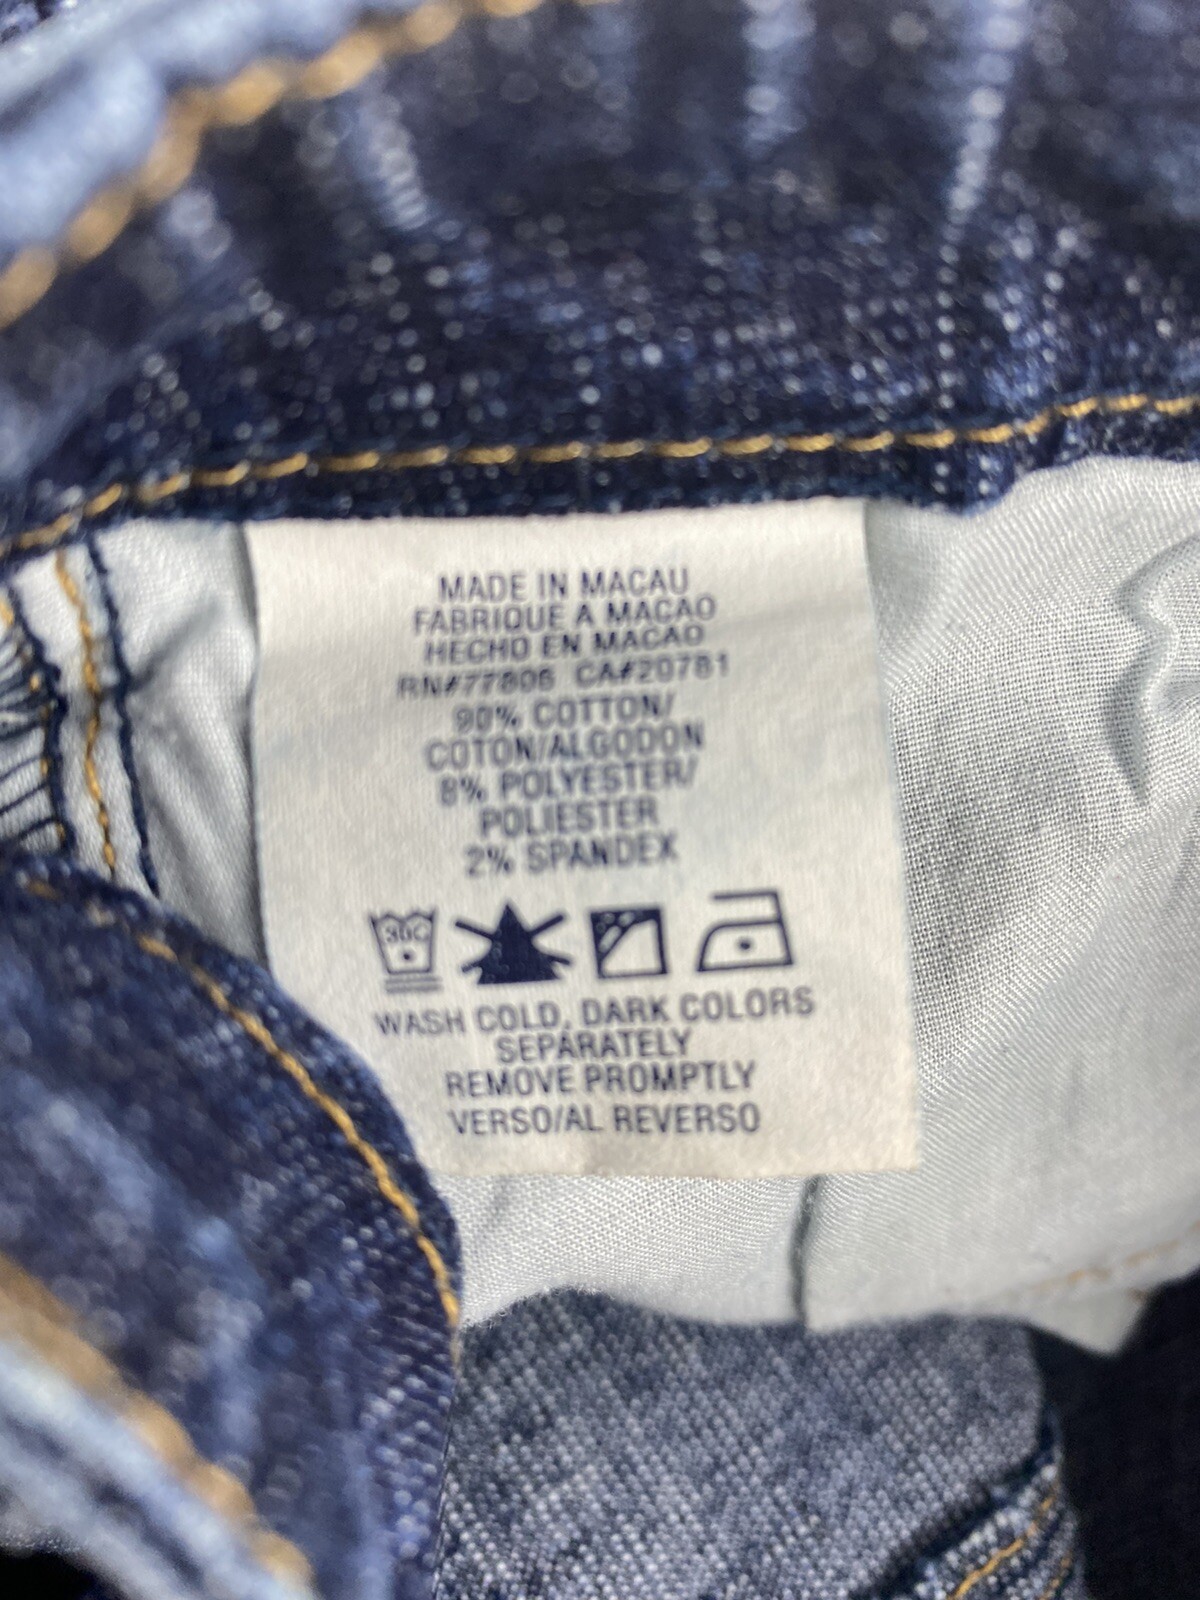 MADE IN MACAU
FABRIQUE A MACAO
HECHO EN MACAO
RN#77806 CA#20781
90% COTTON/
COTON/ALGODON
8% POLYESTER/
POLIESTER
2% SPANDEX
30C
WASH COLD, DARK COLORS
SEPARATELY
REMOVE PROMPTLY
VERSO/AL REVERSO